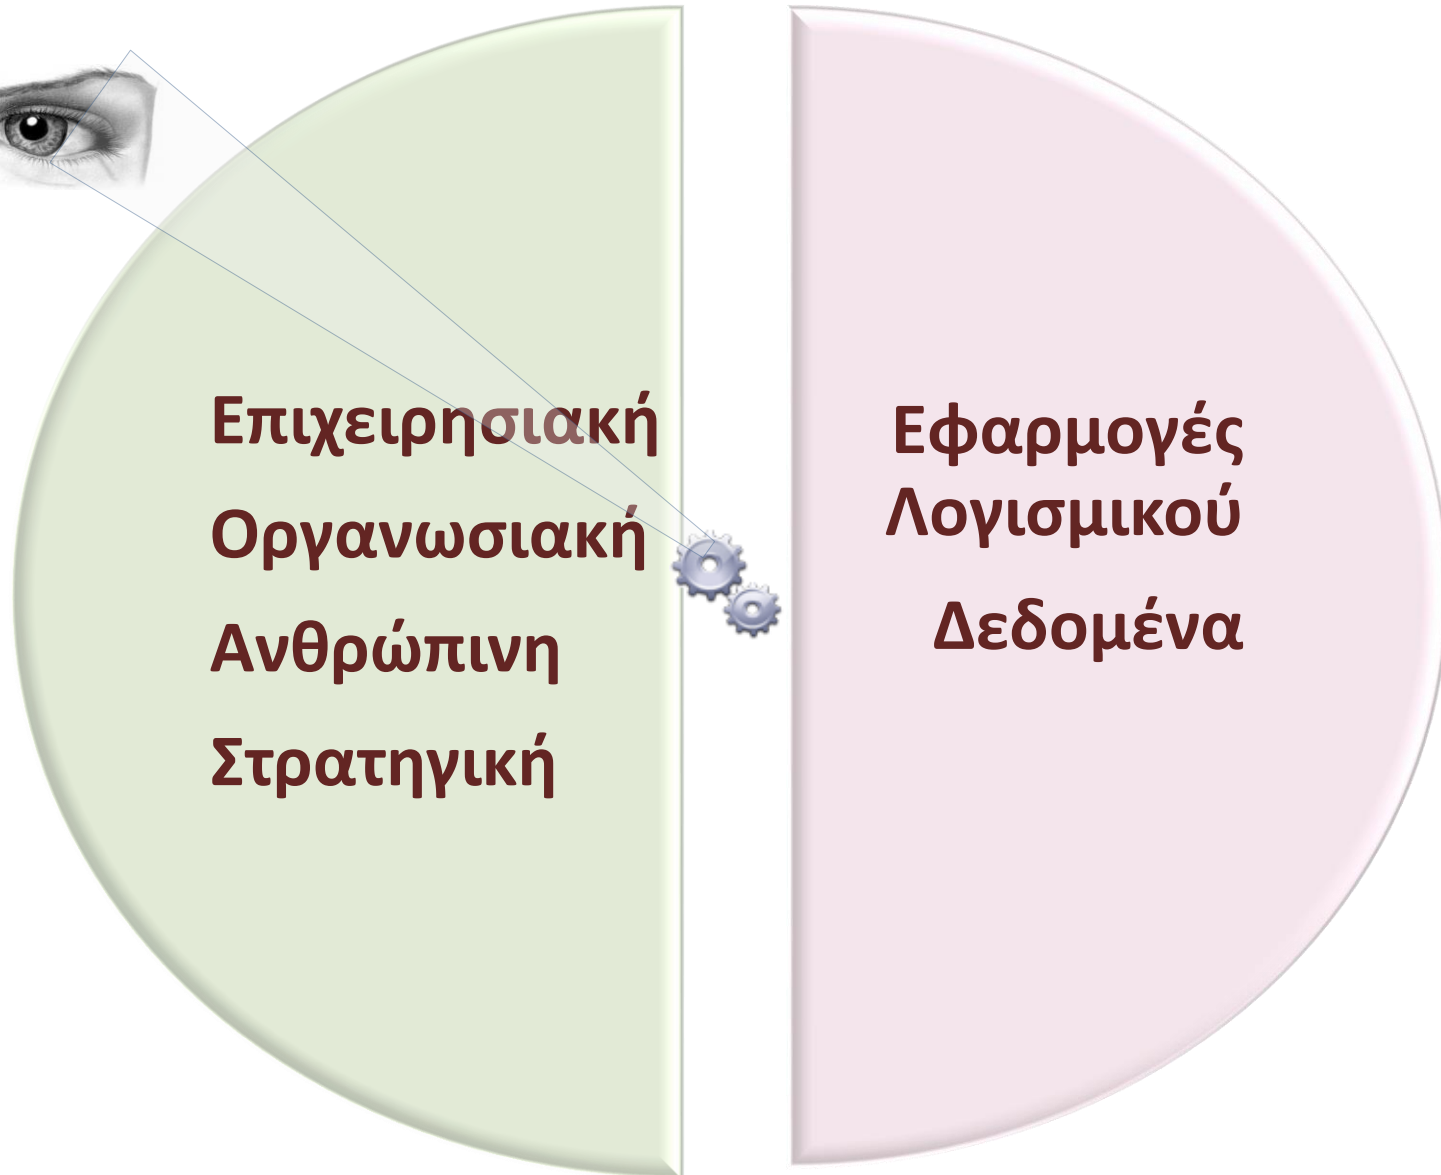 Επιχειρησιακή
Οργανωσιακή
Ανθρώπινη
Στρατηγική
Εφαρμογές
Λογισμικού
Δεδομένα